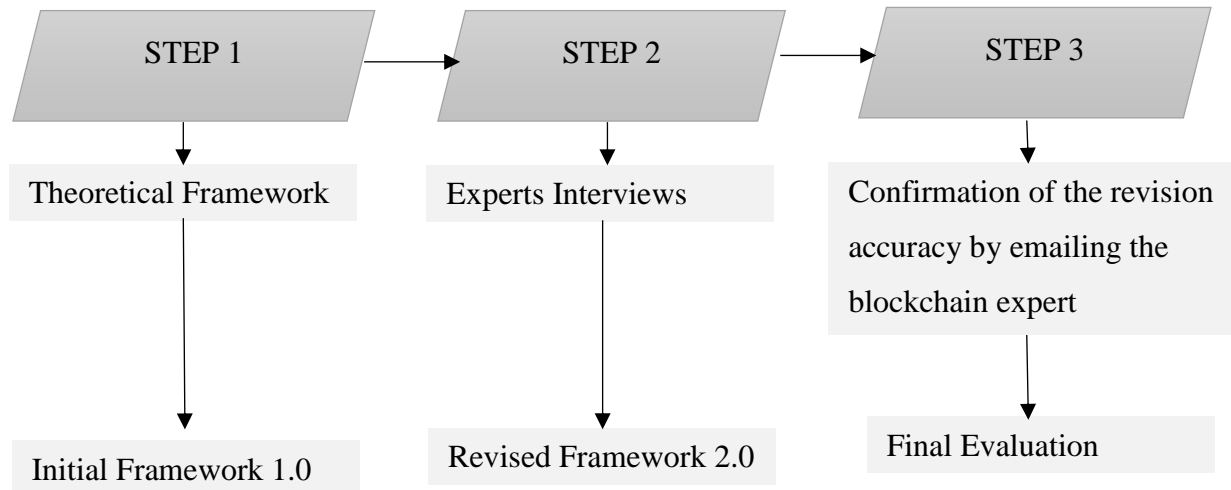 STEP 1
STEP 2
STEP 3
Theoretical Framework
Experts Interviews
Confirmation of the revision
accuracy by emailing the
blockchain expert
Initial Framework 1.0
Revised Framework 2.0
Final Evaluation